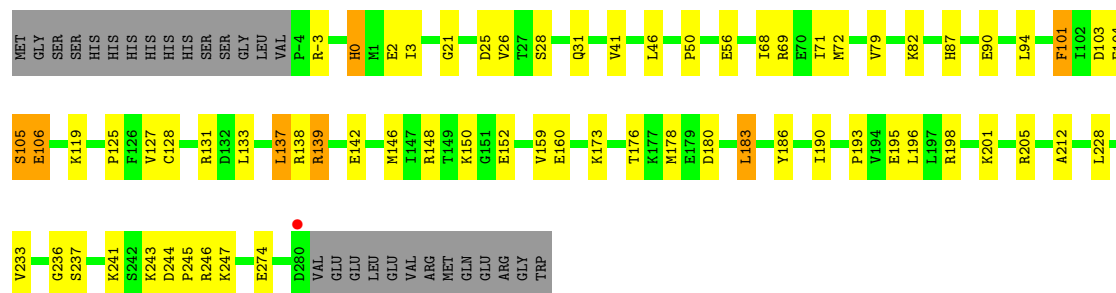 MET GLY SER SER HIS HIS HIS HIS HIS HIS SER SER GLY LEU VAL P-4 R-3 H0 M1 E2 I3 G21 D25 V26 T27 S28 Q31 V41 L46 P50 E56 I68 R69 E70 I71 M72 V79 K82 H87 E90 L94 F101 I102 D103
S105 E106 K119 P125 F126 V127 C128 R131 D132 L133 L137 R138 R139 E142 M146 I147 R148 T149 K150 G151 E152 V159 E160 K173 T176 K177 M178 E179 D180 L183 Y186 I190 P193 V194 E195 L196 L197 R198 K201 R205 A212 L228
V233 G236 S237 K241 S242 K243 D244 P245 R246 K247 E274 D280 VAL GLU GLU LEU GLU VAL ARG MET GLN GLU ARG GLY TRP